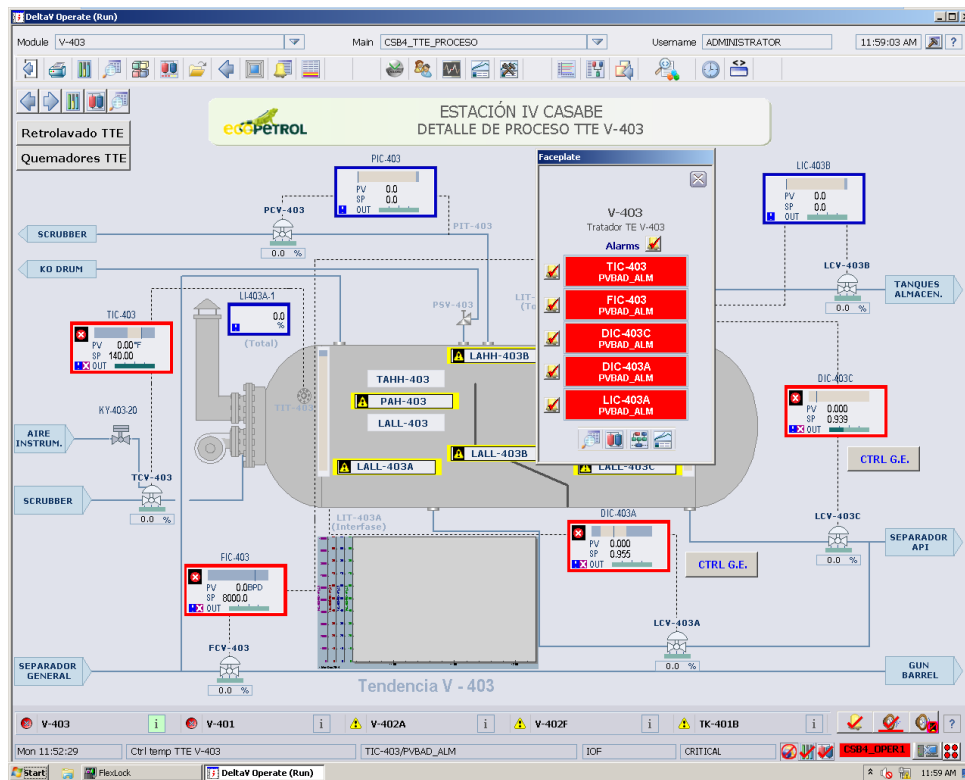 DeltaV Operate (Run)
Module V-403 Main CSB4_TTE_PROCESO Username ADMINISTRATOR 11:59:03 AM ?
Retrolavado TTE
Quemadores TTE
ecopetrol
ESTACIÓN IV CASABE
DETALLE DE PROCESO TTE V-403
PIC-403
PV 0.0
SP 0.0
OUT
PCV-403
0.0 %
PIT-403
SCRUBBER
KO DRUM
LI-403A-1
0.0
%
(Total)
PSV-403
LIT-
(To
TIC-403
PV 0.00°F
SP 140.00
OUT
KY-403-20
AIRE
INSTRUM.
TCV-403
SCRUBBER
0.0 %
TIT-403
LAHH-403B
TAHH-403
PAH-403
LALL-403
LALL-403B
LALL-403A
LALL-403C
Faceplate
V-403
Tratador TE V-403
Alarms
TIC-403
PVBAD_ALM
FIC-403
PVBAD_ALM
DIC-403C
PVBAD_ALM
DIC-403A
PVBAD_ALM
LIC-403A
PVBAD_ALM
LIC-403B
PV 0.0
SP 0.0
OUT
LCV-403B
0.0 %
TANQUES
ALMACEN.
DIC-403C
PV 0.000
SP 0.939
OUT
CTRL G.E.
LCV-403C
0.0 %
SEPARADOR
API
LIT-403A
(Interfase)
DIC-403A
PV 0.000
SP 0.955
OUT
CTRL G.E.
FIC-403
PV 0.0BPD
SP 8000.0
OUT
FCV-403
0.0 %
LCV-403A
0.0 %
SEPARADOR
GENERAL
GUN
BARREL
Tendencia V - 403
V-403 i V-401 i V-402A i V-402F i TK-401B i ?
Mon 11:52:29 Ctrl temp TTE V-403 TIC-403/PVBAD_ALM IOF CRITICAL CSB4_OPER1
Start FlexLock DeltaV Operate (Run) 11:59 AM